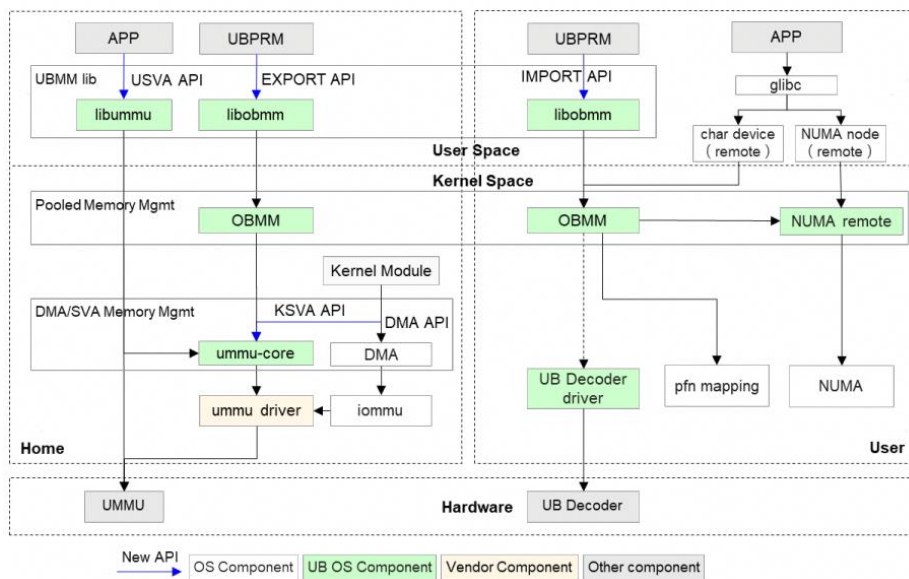 APP
UBPRM
UBPRM
APP
UBMM lib
USVA API
EXPORT API
IMPORT API
glibc
libummu
libobmm
libobmm
char device
（remote）
NUMA node
（remote）
User Space
Kernel Space
Pooled Memory Mgmt
OBMM
OBMM
NUMA remote
Kernel Module
DMA/SVA Memory Mgmt
KSVA API
DMA API
ummu-core
DMA
UB Decoder
driver
pfn mapping
NUMA
ummu driver
iommu
Home
User
UMMU
Hardware
UB Decoder
New API
OS Component
UB OS Component
Vendor Component
Other component